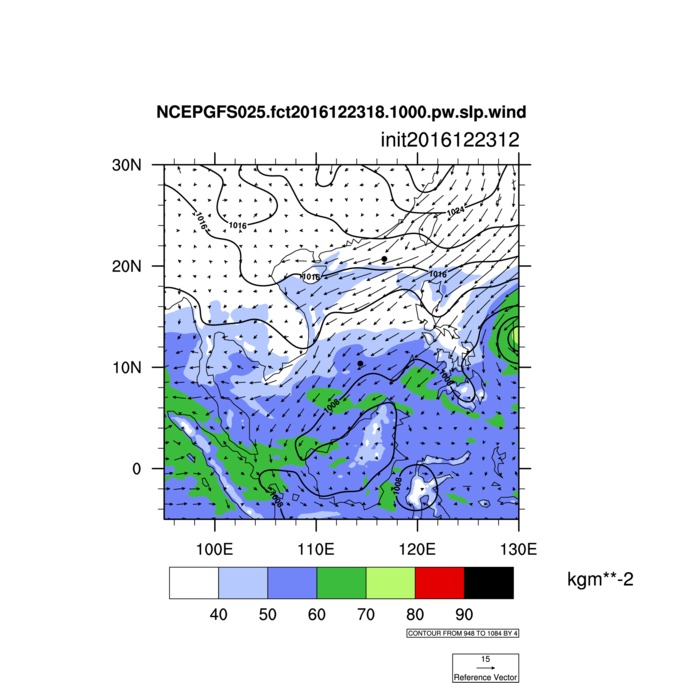 NCEPGFS025.fct2016122318.1000.pw.slp.wind
init2016122312
30N
20N
10N
0
1016
1016
1024
1016
1016
1008
1008
1008
100E 110E 120E 130E
kgm**-2
40 50 60 70 80 90
CONTOUR FROM 948 TO 1084 BY 4
15
Reference Vector